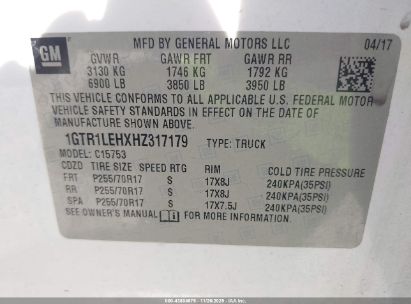 GM
MFD BY GENERAL MOTORS LLC 04/17
GVWR GAWR FRT GAWR RR
3130 KG 1746 KG 1792 KG
6900 LB 3850 LB 3950 LB
THIS VEHICLE CONFORMS TO ALL APPLICABLE U.S. FEDERAL MOTOR
VEHICLE SAFETY STANDARDS IN EFFECT ON THE DATE OF
MANUFACTURE SHOWN ABOVE.
1GTR1LEHXHZ317179 TYPE: TRUCK
MODEL: C15753
CDZD TIRE SIZE SPEED RTG RIM COLD TIRE PRESSURE
FRT P255/70R17 S 17X8J 240KPA(35PSI)
RR P255/70R17 S 17X8J 240KPA(35PSI)
SPA P255/70R17 S 17X7.5J 240KPA(35PSI)
SEE OWNER'S MANUAL FOR MORE INFORMATION.